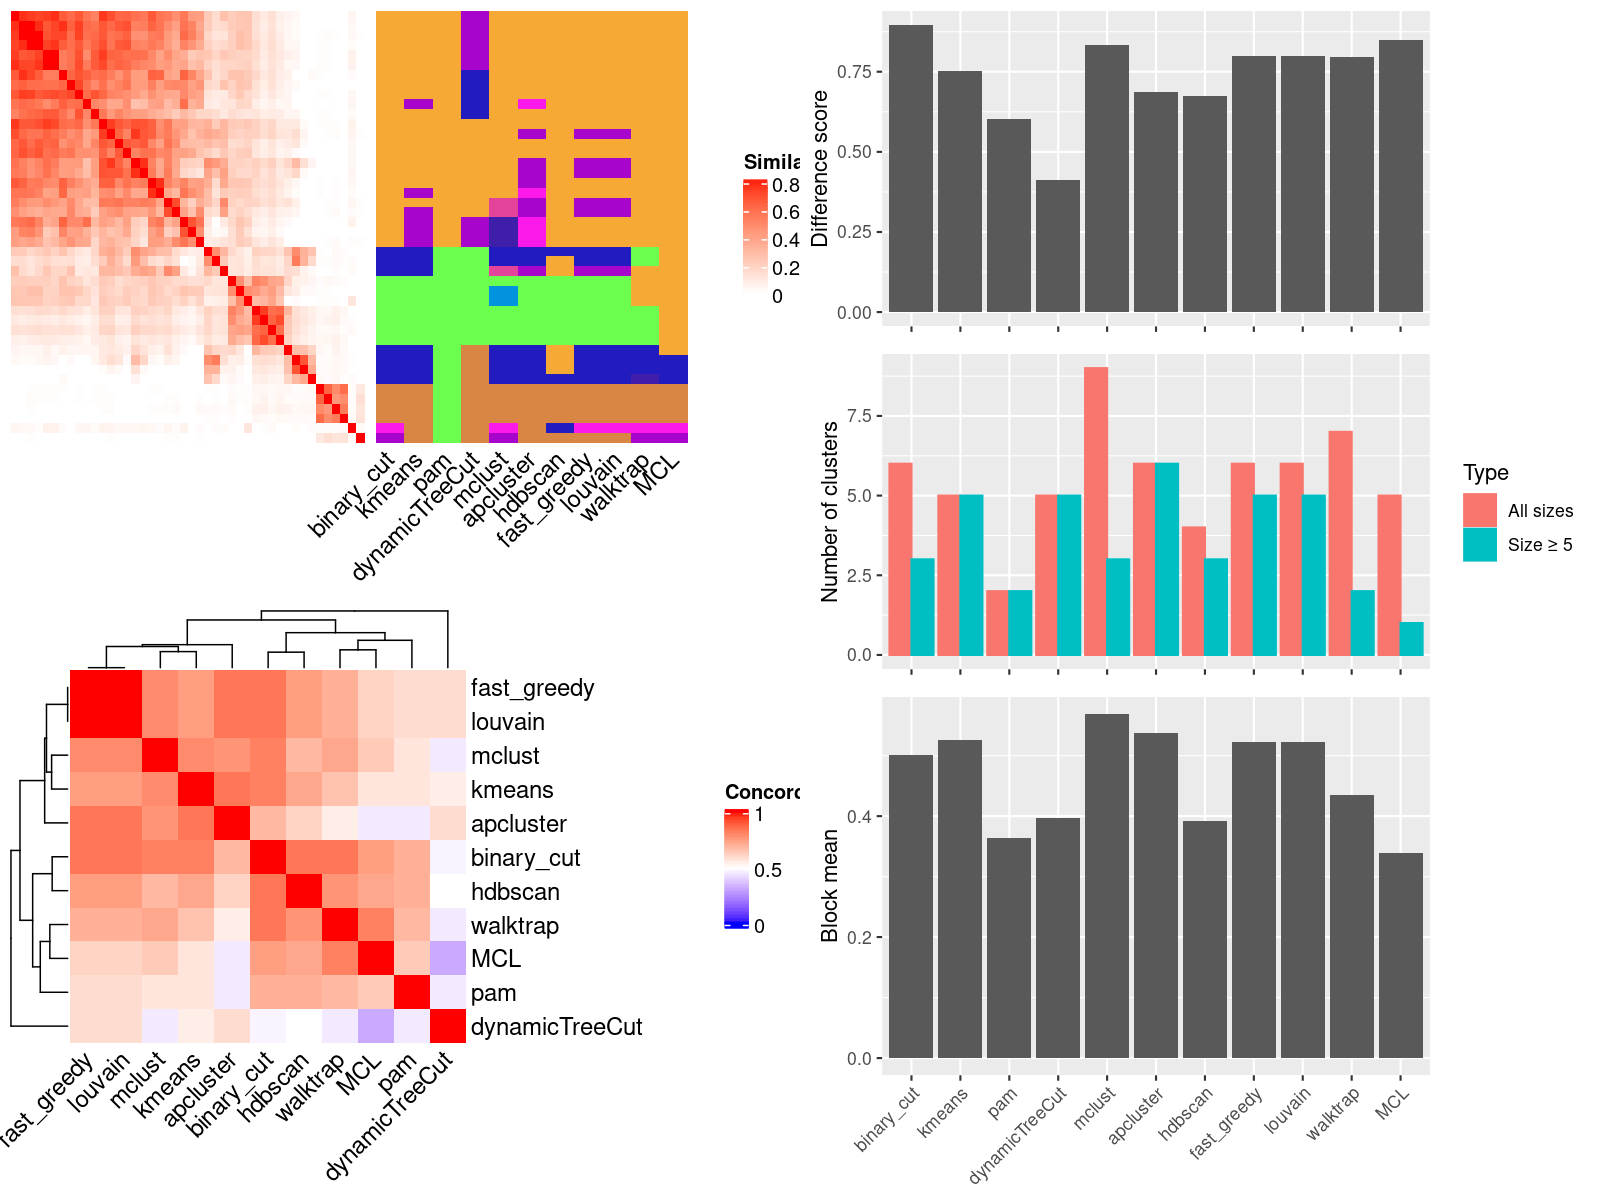 Simila
0.8
0.6
0.4
0.2
0
binary_cut
kmeans
pam
dynamicTreeCut
mclust
apcluster
hdbscan
fast_greedy
louvain
walktrap
MCL
fast_greedy
louvain
mclust
kmeans
apcluster
binary_cut
hdbscan
walktrap
MCL
pam
dynamicTreeCut
fast_greedy
louvain
mclust
kmeans
apcluster
binary_cut
hdbscan
walktrap
MCL
pam
dynamicTreeCut
Concord
1
0.5
0
Difference score
0.75
0.50
0.25
0.00
Number of clusters
7.5
5.0
2.5
0.0
Type
All sizes
Size ≥ 5
Block mean
0.4
0.2
0.0
binary_cut
kmeans
pam
dynamicTreeCut
mclust
apcluster
hdbscan
fast_greedy
louvain
walktrap
MCL